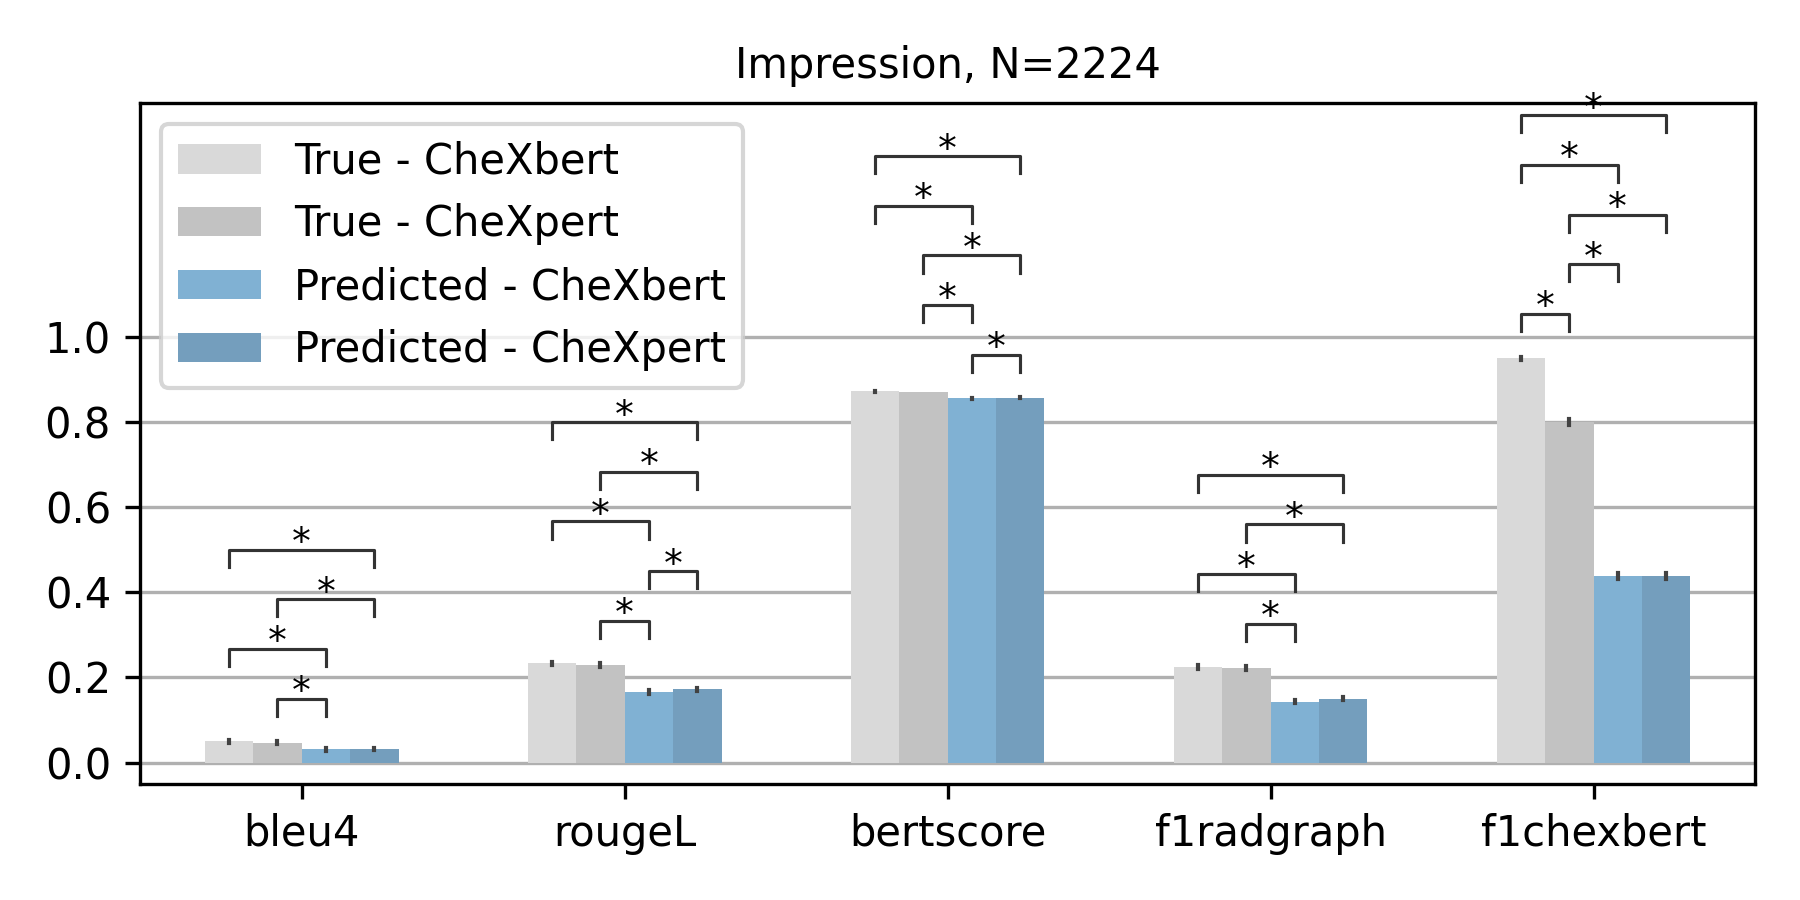 Impression, N=2224
True - CheXbert
True - CheXpert
Predicted - CheXbert
Predicted - CheXpert
* * * *
* * * * *
* * * * *
* * * *
* * * * *
1.0
0.8
0.6
0.4
0.2
0.0
bleu4 rougeL bertscore f1radgraph f1chexbert